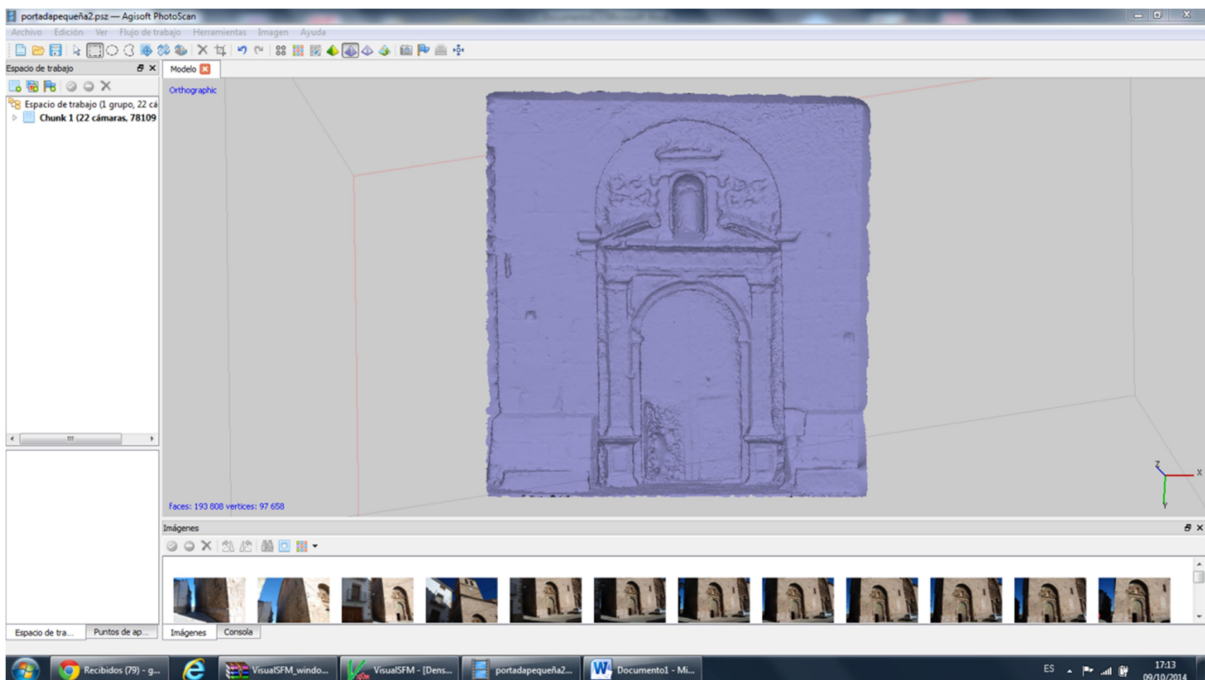 portadapequeña2.psz — Agisoft PhotoScan
Archivo Edición Ver Flujo de trabajo Herramientas Imagen Ayuda
Espacio de trabajo
Modelo
Orthographic
Espacio de trabajo (1 grupo, 22 cá
Chunk 1 (22 cámaras, 78109
Z
X
Y
Faces: 193 808 vertices: 97 658
Imágenes
Espacio de tra... Puntos de ap...
Imágenes Consola
Recibidos (79) - g... VisualSFM_windo... VisualSFM - [Dens... portadapequeña2... Documento1 - Mi...
ES
17:13
09/10/2014